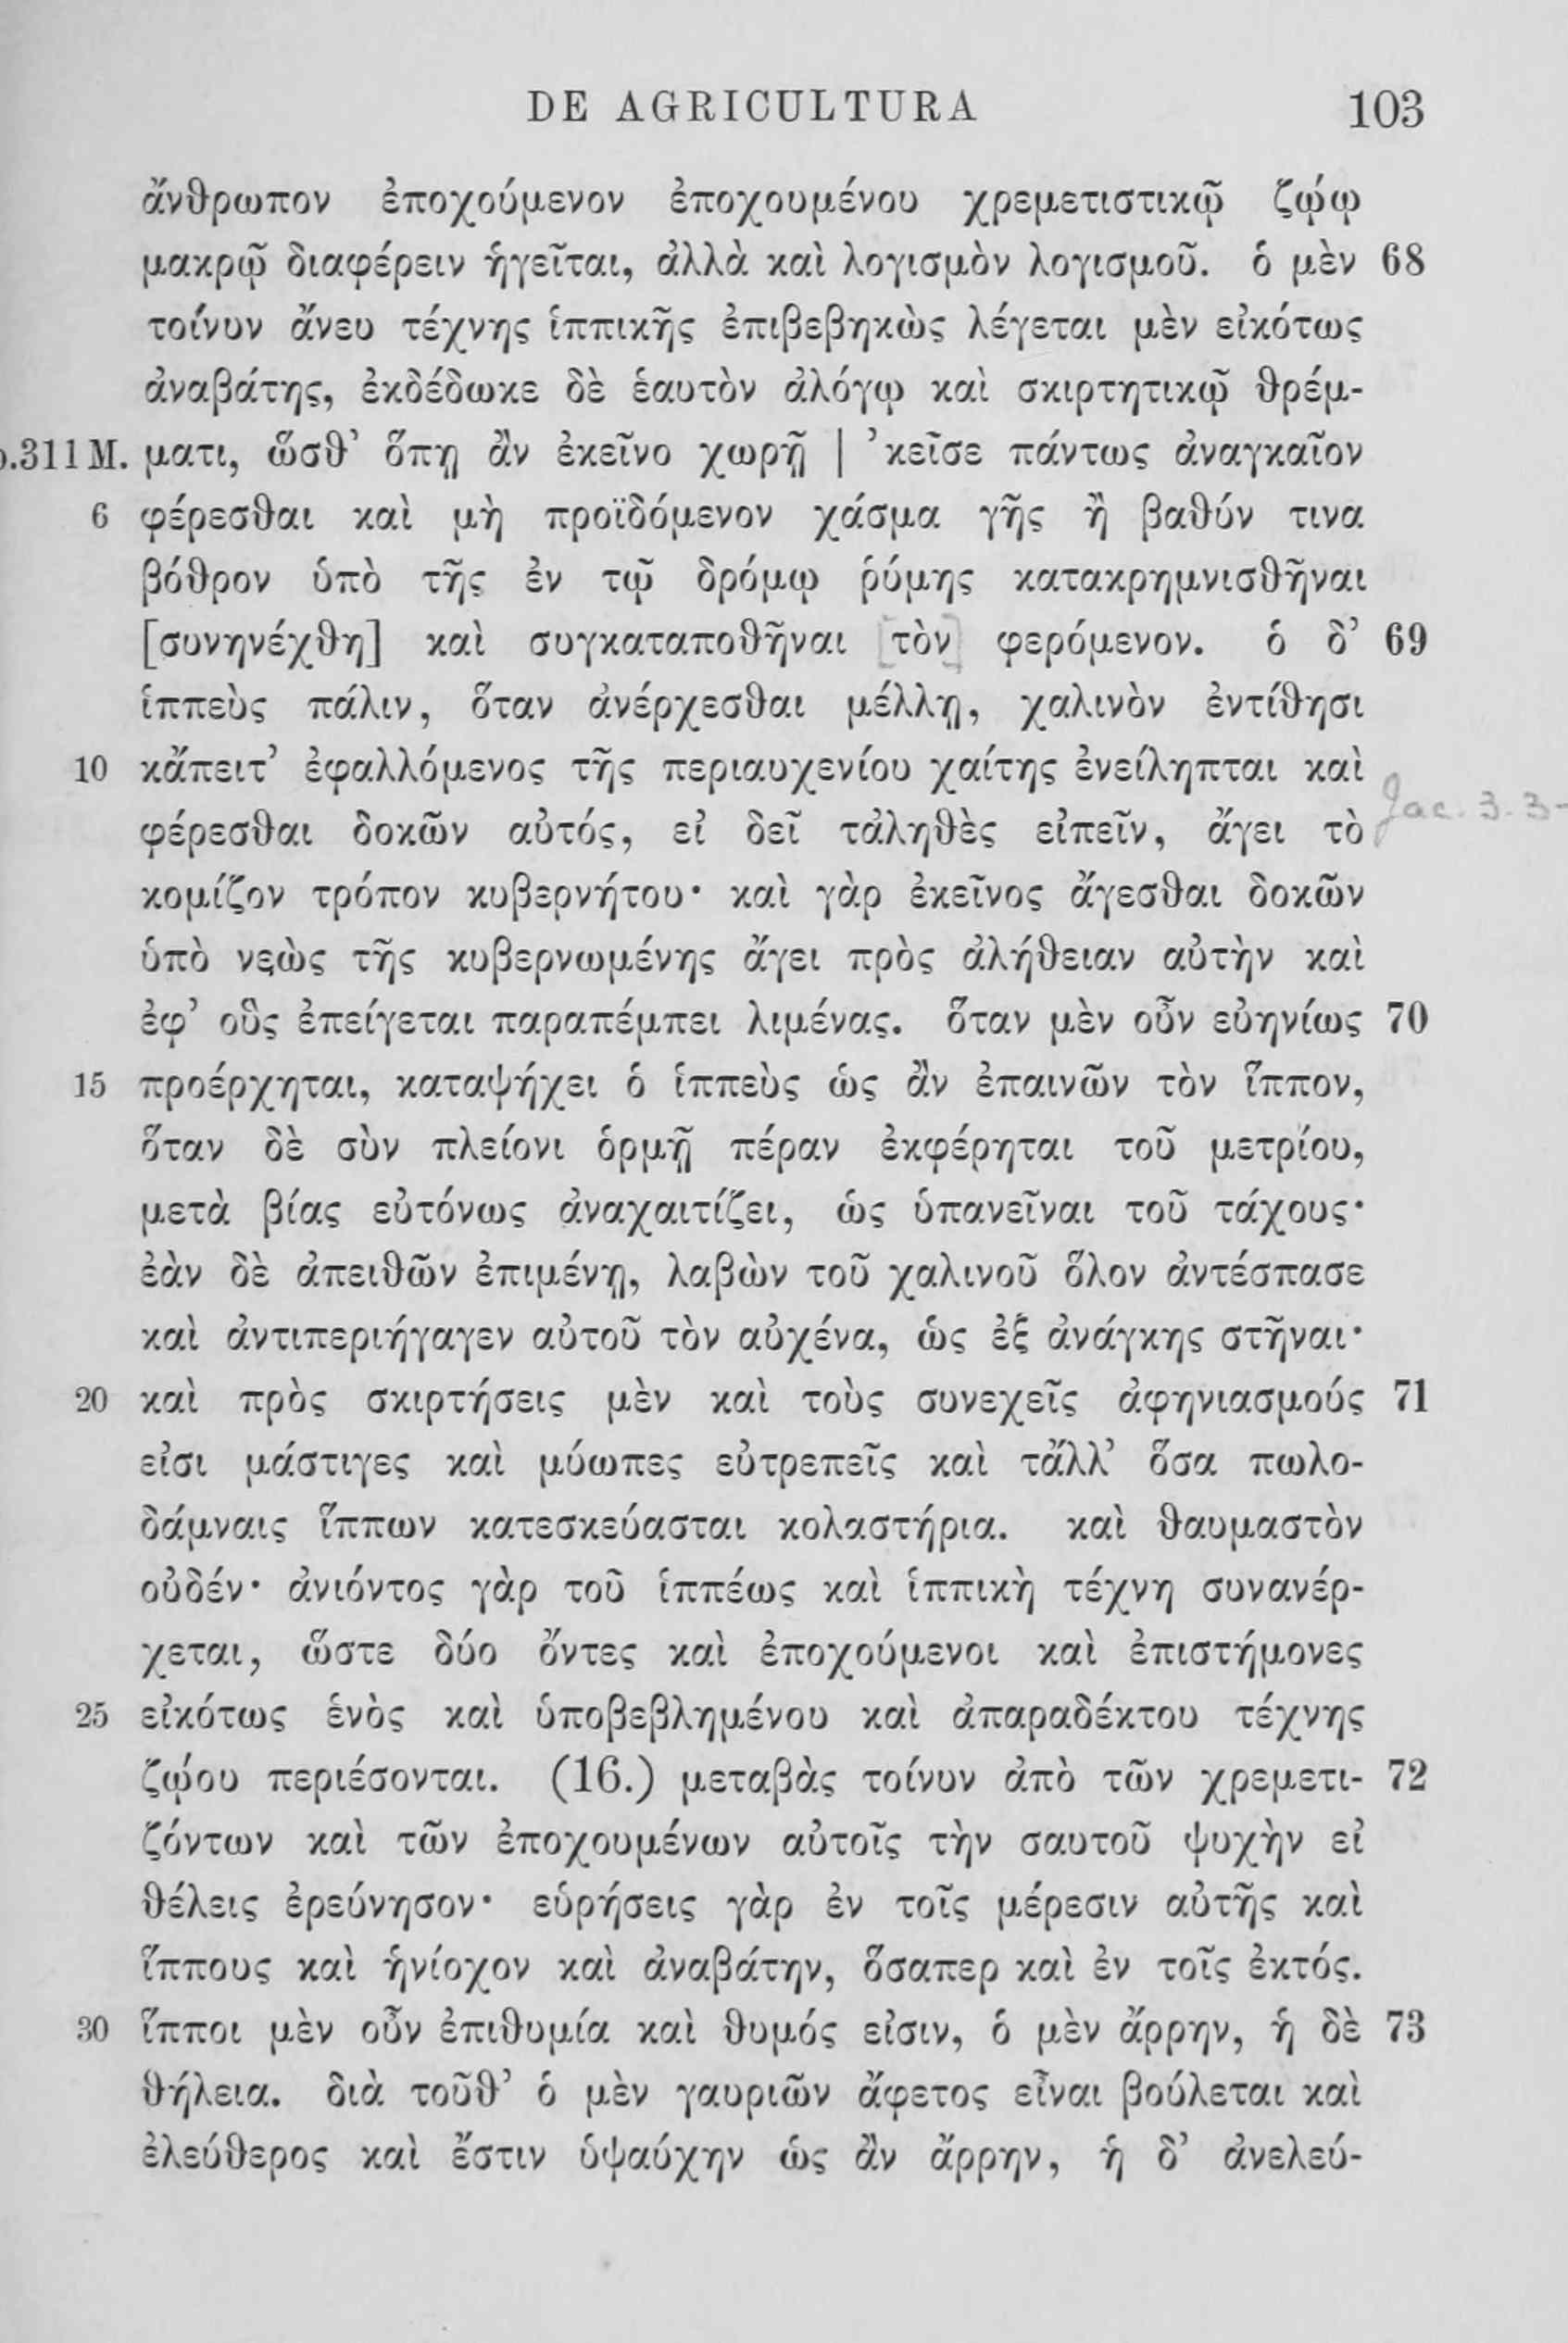 DE AGRICULTURA 103
ἄνθρωπον ἐποχούμενον ἐποχουμένου χρεμετιστικῷ ζῴῳ
μακρῷ διαφέρειν ἡγεῖται, ἀλλὰ καὶ λογισμὸν λογισμοῦ. ὁ μὲν 68
τοίνυν ἄνευ τέχνης ἱππικῆς ἐπιβεβηκὼς λέγεται μὲν εἰκότως
ἀναβάτης, ἐκδέδωκε δὲ ἑαυτὸν ἀλόγῳ καὶ σκιρτητικῷ θρέμ-
p.311 M. ματι, ὥσθ’ ὅπῃ ἂν ἐκεῖνο χωρῇ | ’κεῖσε πάντως ἀναγκαῖον
6 φέρεσθαι καὶ μὴ προϊδόμενον χάσμα γῆς ἢ βαθύν τινα
βόθρον ὑπὸ τῆς ἐν τῷ δρόμῳ ῥύμης κατακρημνισθῆναι
[συνηνέχθη] καὶ συγκαταποθῆναι [τὸν] φερόμενον. ὁ δ’ 69
ἱππεὺς πάλιν, ὅταν ἀνέρχεσθαι μέλλῃ, χαλινὸν ἐντίθησι
10 κἄπειτ’ ἐφαλλόμενος τῆς περιαυχενίου χαίτης ἐνείληπται καὶ
φέρεσθαι δοκῶν αὐτός, εἰ δεῖ τἀληθὲς εἰπεῖν, ἄγει τὸ Jac. 3.3-
κομίζον τρόπον κυβερνήτου· καὶ γὰρ ἐκεῖνος ἄγεσθαι δοκῶν
ὑπὸ νεὼς τῆς κυβερνωμένης ἄγει πρὸς ἀλήθειαν αὐτὴν καὶ
ἐφ’ οὓς ἐπείγεται παραπέμπει λιμένας. ὅταν μὲν οὖν εὐηνίως 70
15 προέρχηται, καταψήχει ὁ ἱππεὺς ὡς ἂν ἐπαινῶν τὸν ἵππον,
ὅταν δὲ σὺν πλείονι ὁρμῇ πέραν ἐκφέρηται τοῦ μετρίου,
μετὰ βίας εὐτόνως ἀναχαιτίζει, ὡς ὑπανεῖναι τοῦ τάχους·
ἐὰν δὲ ἀπειθῶν ἐπιμένῃ, λαβὼν τοῦ χαλινοῦ ὅλον ἀντέσπασε
καὶ ἀντιπεριήγαγεν αὐτοῦ τὸν αὐχένα, ὡς ἐξ ἀνάγκης στῆναι·
20 καὶ πρὸς σκιρτήσεις μὲν καὶ τοὺς συνεχεῖς ἀφηνιασμούς 71
εἰσι μάστιγες καὶ μύωπες εὐτρεπεῖς καὶ τἄλλ’ ὅσα πωλο-
δάμναις ἵππων κατεσκεύασται κολαστήρια. καὶ θαυμαστὸν
οὐδέν· ἀνιόντος γὰρ τοῦ ἱππέως καὶ ἱππικὴ τέχνη συνανέρ-
χεται, ὥστε δύο ὄντες καὶ ἐποχούμενοι καὶ ἐπιστήμονες
25 εἰκότως ἑνὸς καὶ ὑποβεβλημένου καὶ ἀπαραδέκτου τέχνης
ζῴου περιέσονται. (16.) μεταβὰς τοίνυν ἀπὸ τῶν χρεμετι- 72
ζόντων καὶ τῶν ἐποχουμένων αὐτοῖς τὴν σαυτοῦ ψυχὴν εἰ
θέλεις ἐρεύνησον· εὑρήσεις γὰρ ἐν τοῖς μέρεσιν αὐτῆς καὶ
ἵππους καὶ ἡνίοχον καὶ ἀναβάτην, ὅσαπερ καὶ ἐν τοῖς ἐκτός.
30 ἵπποι μὲν οὖν ἐπιθυμία καὶ θυμός εἰσιν, ὁ μὲν ἄρρην, ἡ δὲ 73
θήλεια. διὰ τοῦθ’ ὁ μὲν γαυριῶν ἄφετος εἶναι βούλεται καὶ
ἐλεύθερος καὶ ἔστιν ὑψαύχην ὡς ἂν ἄρρην, ἡ δ’ ἀνελεύ-